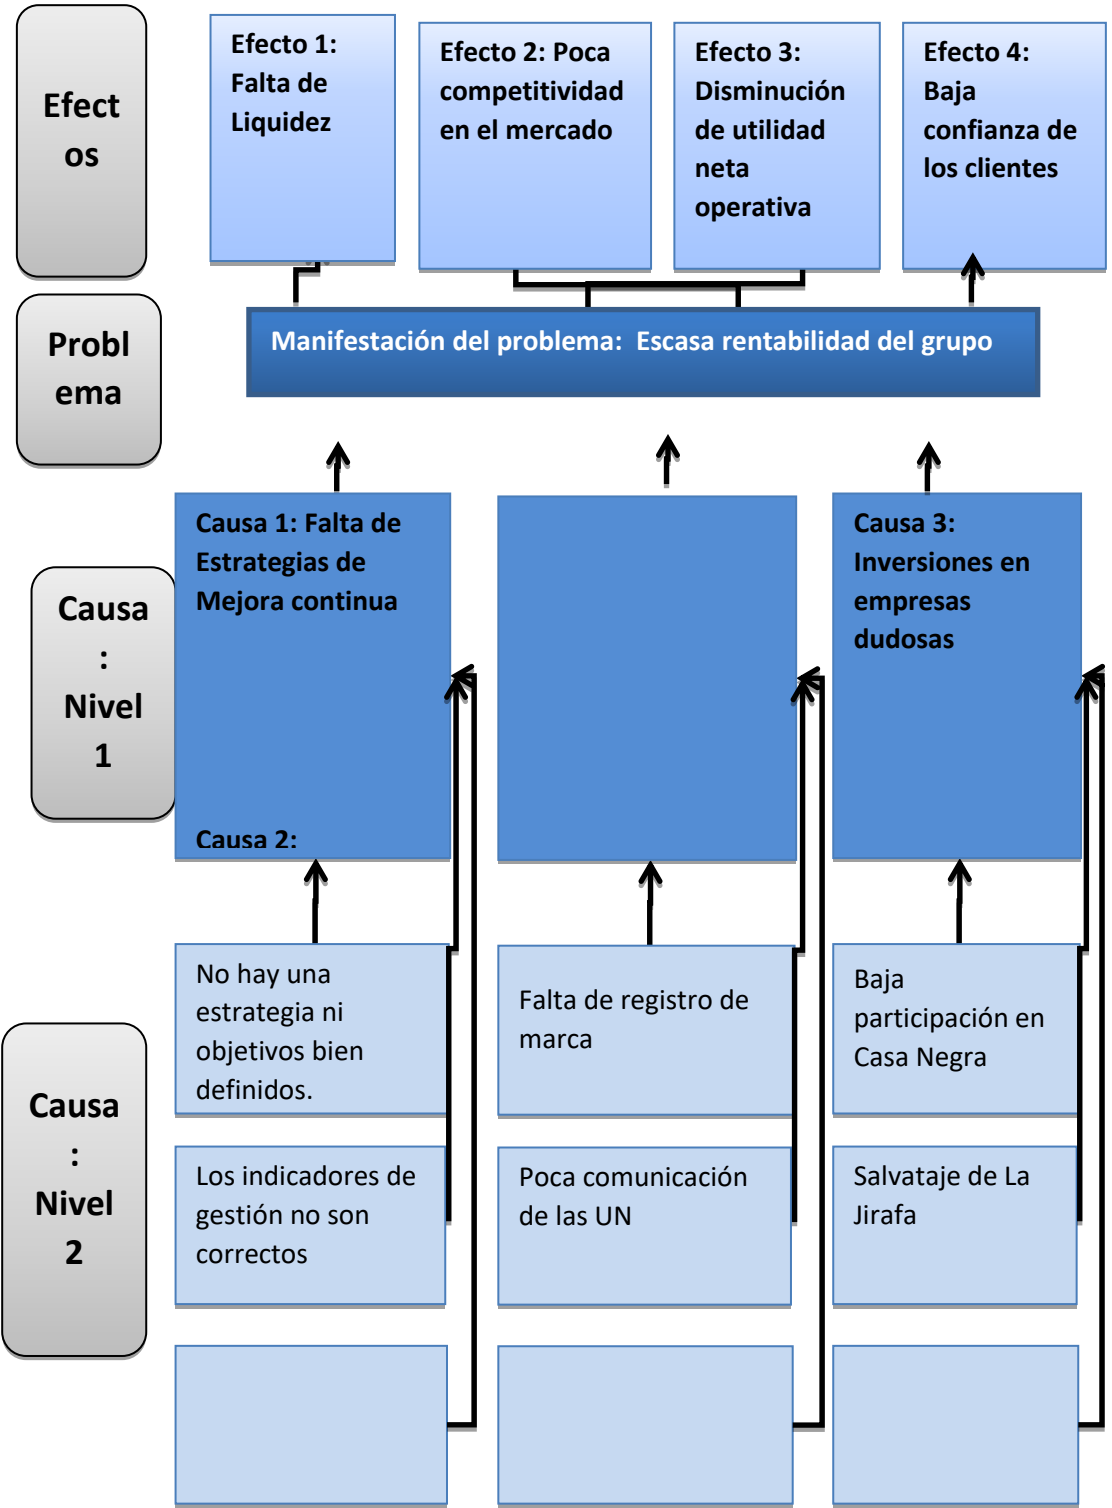 Efect
os
Efecto 1:
Falta de
Liquidez
Efecto 2: Poca
competitividad
en el mercado
Efecto 3:
Disminución
de utilidad
neta
operativa
Efecto 4:
Baja
confianza de
los clientes
Probl
ema
Manifestación del problema:  Escasa rentabilidad del grupo
Causa
:
Nivel
1
Causa 1: Falta de
Estrategias de
Mejora continua
Causa 2:
Causa 3:
Inversiones en
empresas
dudosas
Causa
:
Nivel
2
No hay una
estrategia ni
objetivos bien
definidos.
Falta de registro de
marca
Baja
participación en
Casa Negra
Los indicadores de
gestión no son
correctos
Poca comunicación
de las UN
Salvataje de La
Jirafa